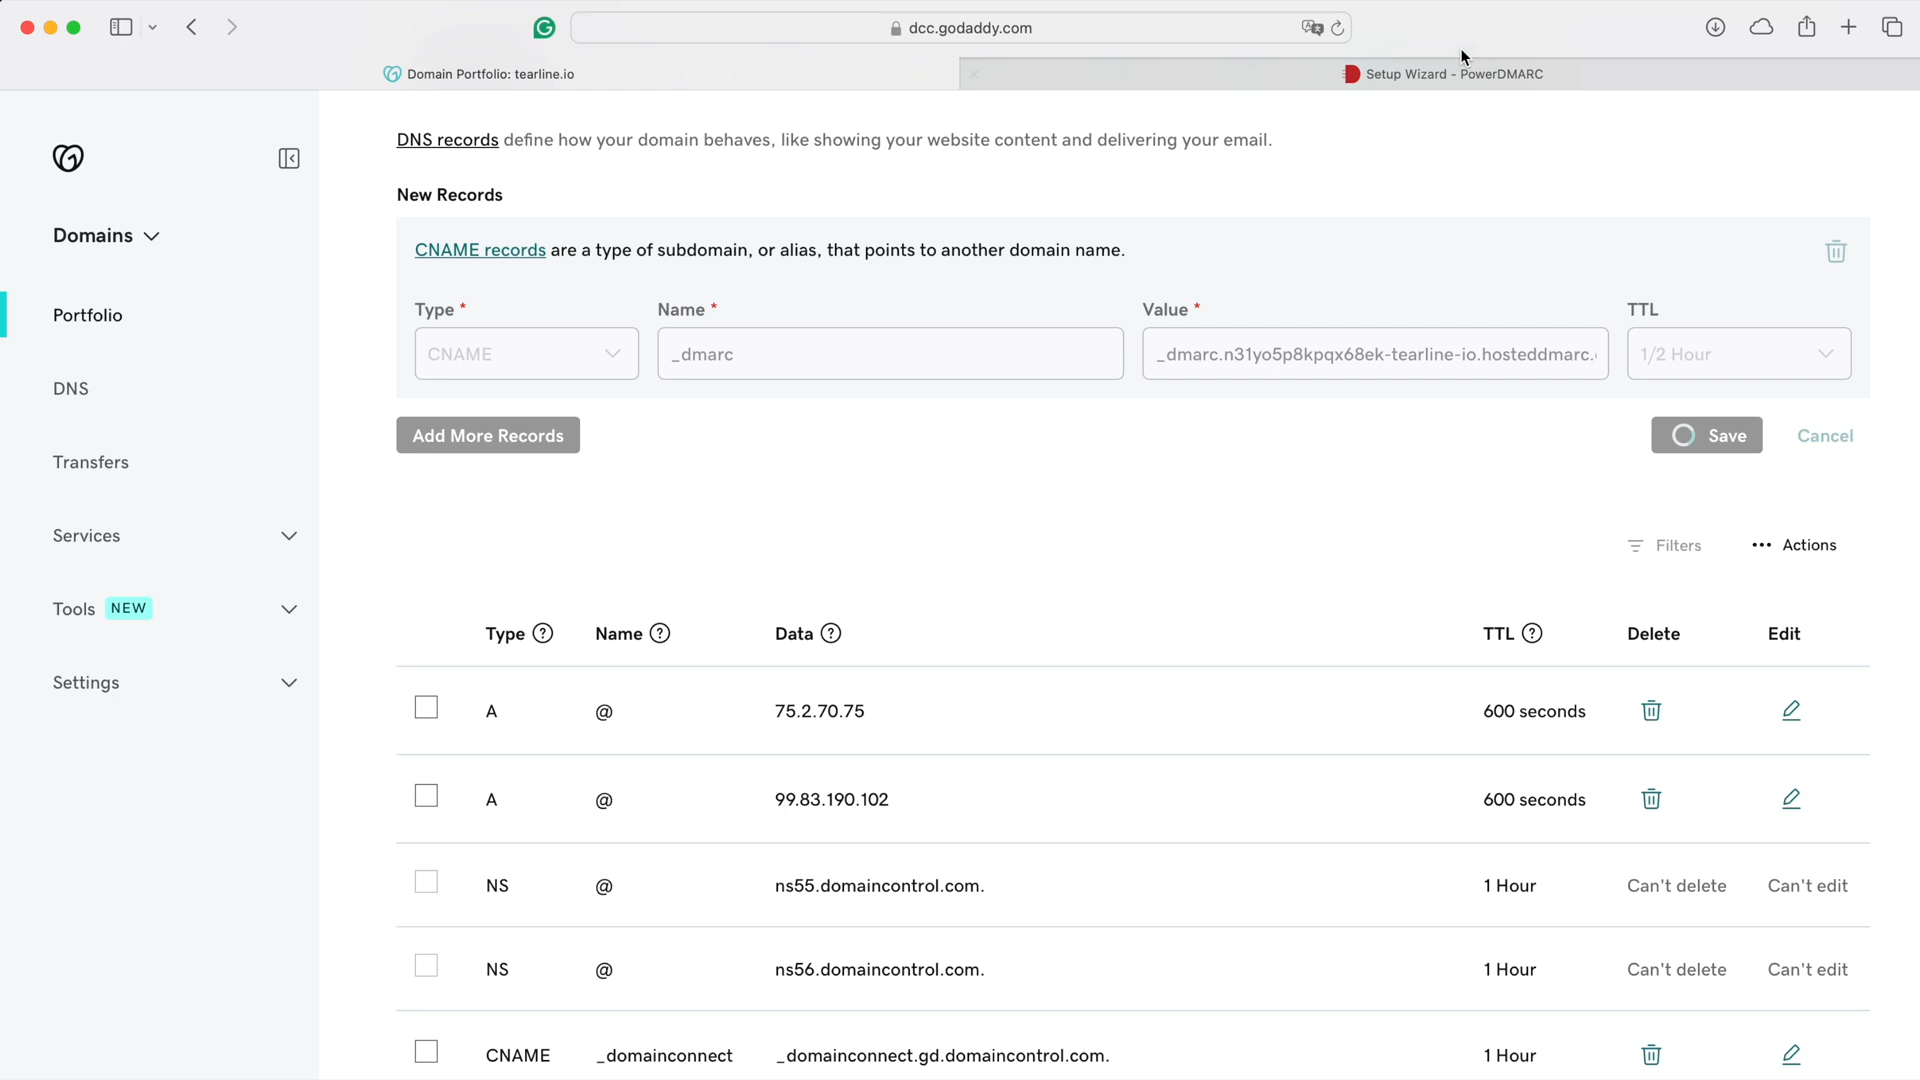 dcc.godaddy.com
Domain Portfolio: tearline.io
Setup Wizard - PowerDMARC
DNS records define how your domain behaves, like showing your website content and delivering your email.
New Records
Domains
CNAME records are a type of subdomain, or alias, that points to another domain name.
Portfolio
Type *
Name *
Value *
TTL
CNAME
_dmarc
_dmarc.n31yo5p8kpqx68ek-tearline-io.hosteddmarc.
1/2 Hour
DNS
Add More Records
Save
Cancel
Transfers
Services
Filters
Actions
Tools NEW
Type
Name
Data
TTL
Delete
Edit
Settings
A @ 75.2.70.75 600 seconds
A @ 99.83.190.102 600 seconds
NS @ ns55.domaincontrol.com. 1 Hour Can't delete Can't edit
NS @ ns56.domaincontrol.com. 1 Hour Can't delete Can't edit
CNAME _domainconnect _domainconnect.gd.domaincontrol.com. 1 Hour